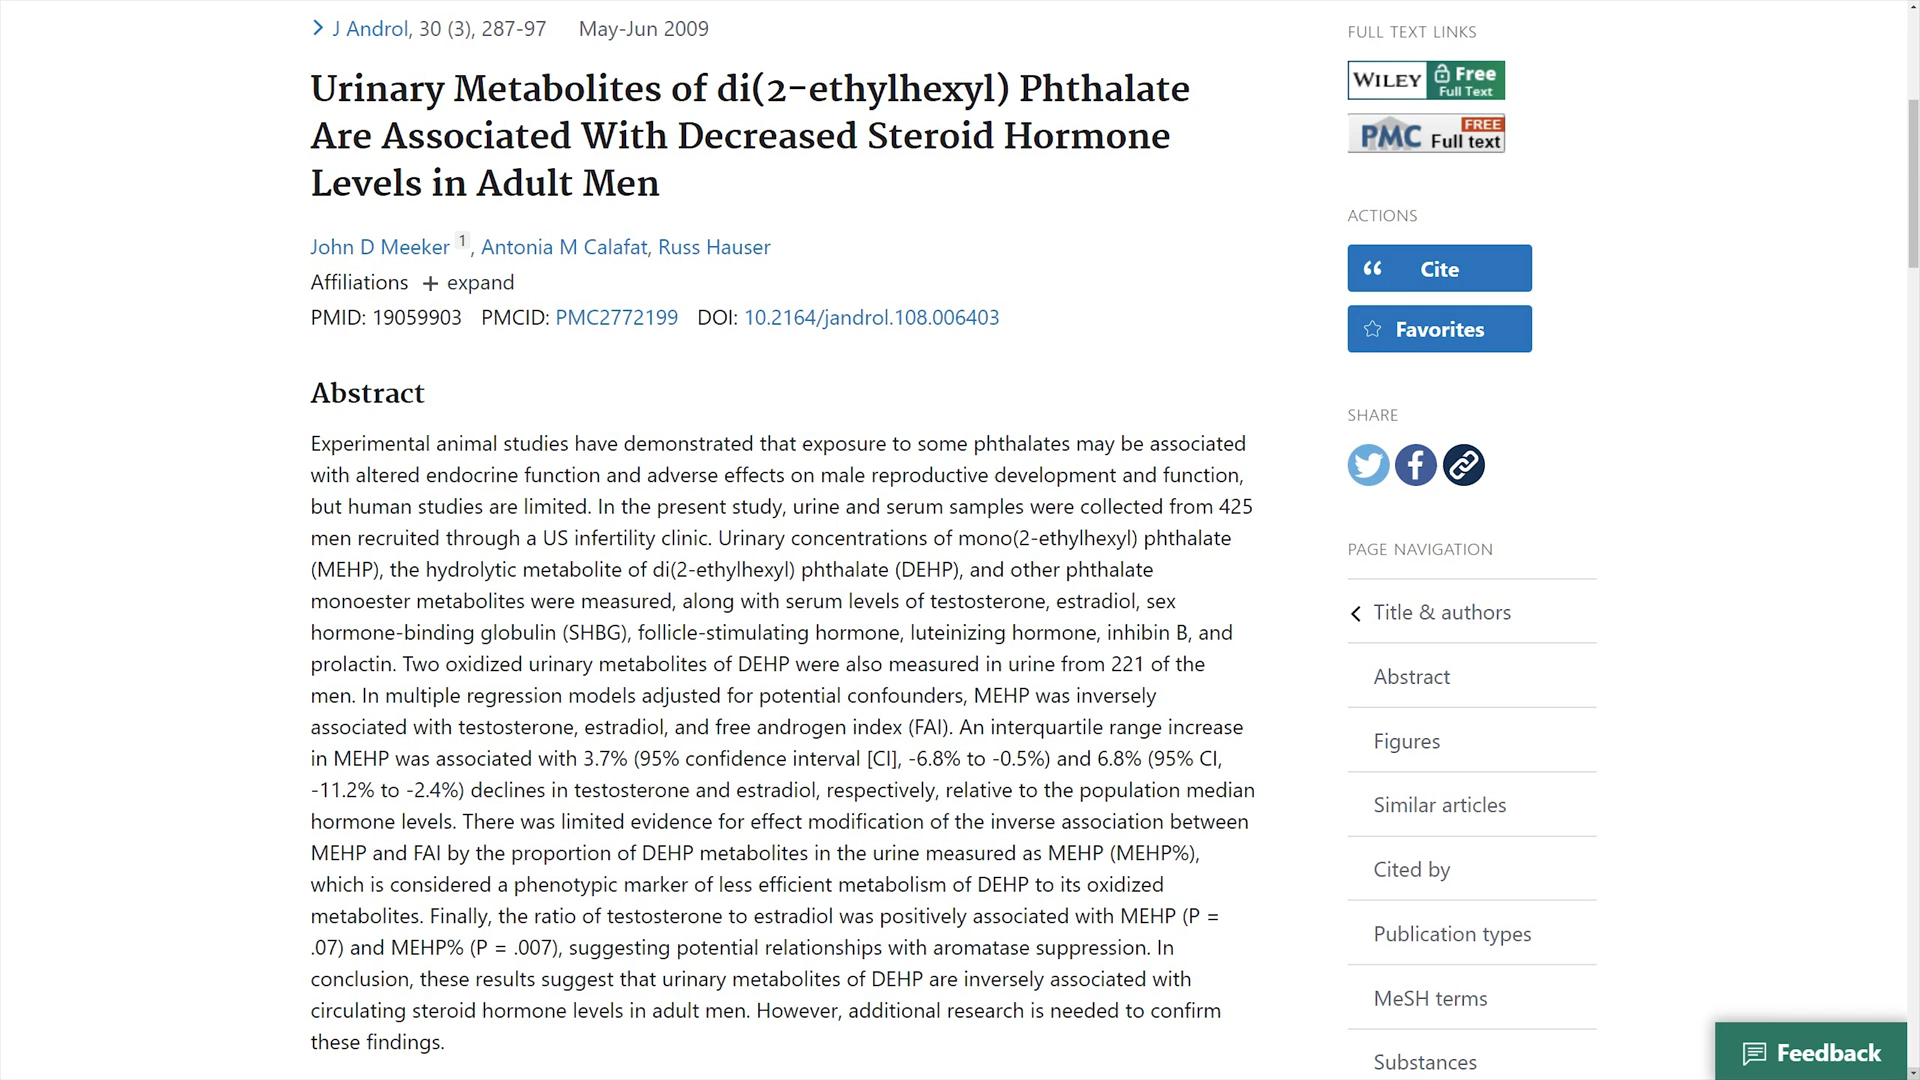 J Androl, 30 (3), 287-97 May-Jun 2009
Urinary Metabolites of di(2-ethylhexyl) Phthalate
Are Associated With Decreased Steroid Hormone
Levels in Adult Men
John D Meeker 1, Antonia M Calafat, Russ Hauser
Affiliations + expand
PMID: 19059903 PMCID: PMC2772199 DOI: 10.2164/jandrol.108.006403
Abstract
Experimental animal studies have demonstrated that exposure to some phthalates may be associated
with altered endocrine function and adverse effects on male reproductive development and function,
but human studies are limited. In the present study, urine and serum samples were collected from 425
men recruited through a US infertility clinic. Urinary concentrations of mono(2-ethylhexyl) phthalate
(MEHP), the hydrolytic metabolite of di(2-ethylhexyl) phthalate (DEHP), and other phthalate
monoester metabolites were measured, along with serum levels of testosterone, estradiol, sex
hormone-binding globulin (SHBG), follicle-stimulating hormone, luteinizing hormone, inhibin B, and
prolactin. Two oxidized urinary metabolites of DEHP were also measured in urine from 221 of the
men. In multiple regression models adjusted for potential confounders, MEHP was inversely
associated with testosterone, estradiol, and free androgen index (FAI). An interquartile range increase
in MEHP was associated with 3.7% (95% confidence interval [CI], -6.8% to -0.5%) and 6.8% (95% CI,
-11.2% to -2.4%) declines in testosterone and estradiol, respectively, relative to the population median
hormone levels. There was limited evidence for effect modification of the inverse association between
MEHP and FAI by the proportion of DEHP metabolites in the urine measured as MEHP (MEHP%),
which is considered a phenotypic marker of less efficient metabolism of DEHP to its oxidized
metabolites. Finally, the ratio of testosterone to estradiol was positively associated with MEHP (P =
.07) and MEHP% (P = .007), suggesting potential relationships with aromatase suppression. In
conclusion, these results suggest that urinary metabolites of DEHP are inversely associated with
circulating steroid hormone levels in adult men. However, additional research is needed to confirm
these findings.
FULL TEXT LINKS
WILEY Free
Full Text
PMC FREE
Full text
ACTIONS
Cite
Favorites
SHARE
PAGE NAVIGATION
Title & authors
Abstract
Figures
Similar articles
Cited by
Publication types
MeSH terms
Substances
Feedback